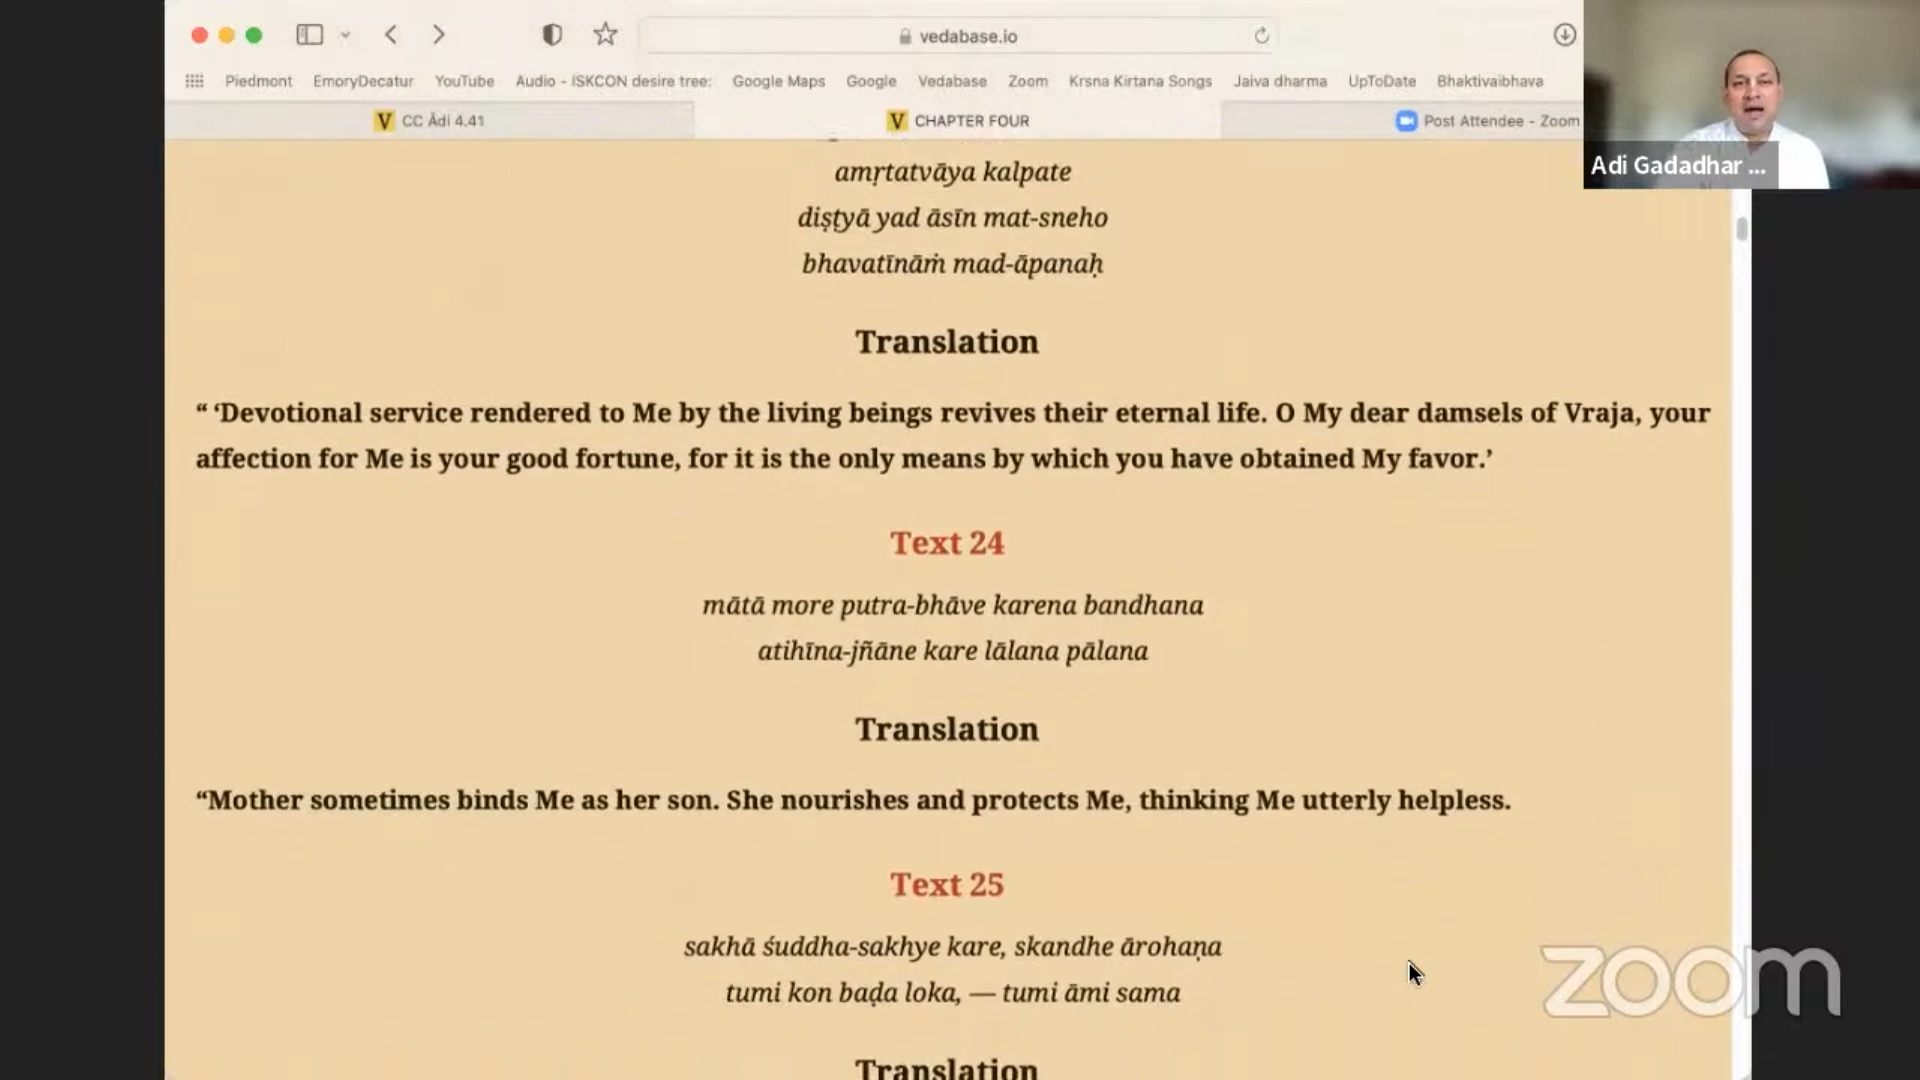 vedabase.io
Piedmont EmoryDecatur YouTube Audio - ISKCON desire tree: Google Maps Google Vedabase Zoom Krsna Kirtana Songs Jaiva dharma UpToDate Bhaktivaibhava
V CC Ādi 4.41 V CHAPTER FOUR Post Attendee - Zoom
Adi Gadadhar ...
amṛtatvāya kalpate
diṣṭyā yad āsīn mat-sneho
bhavatīnāṁ mad-āpanaḥ
Translation
“ ‘Devotional service rendered to Me by the living beings revives their eternal life. O My dear damsels of Vraja, your
affection for Me is your good fortune, for it is the only means by which you have obtained My favor.’
Text 24
mātā more putra-bhāve karena bandhana
atihīna-jñāne kare lālana pālana
Translation
“Mother sometimes binds Me as her son. She nourishes and protects Me, thinking Me utterly helpless.
Text 25
sakhā śuddha-sakhye kare, skandhe ārohaṇa
tumi kon baḍa loka, — tumi āmi sama
Translation
zoom